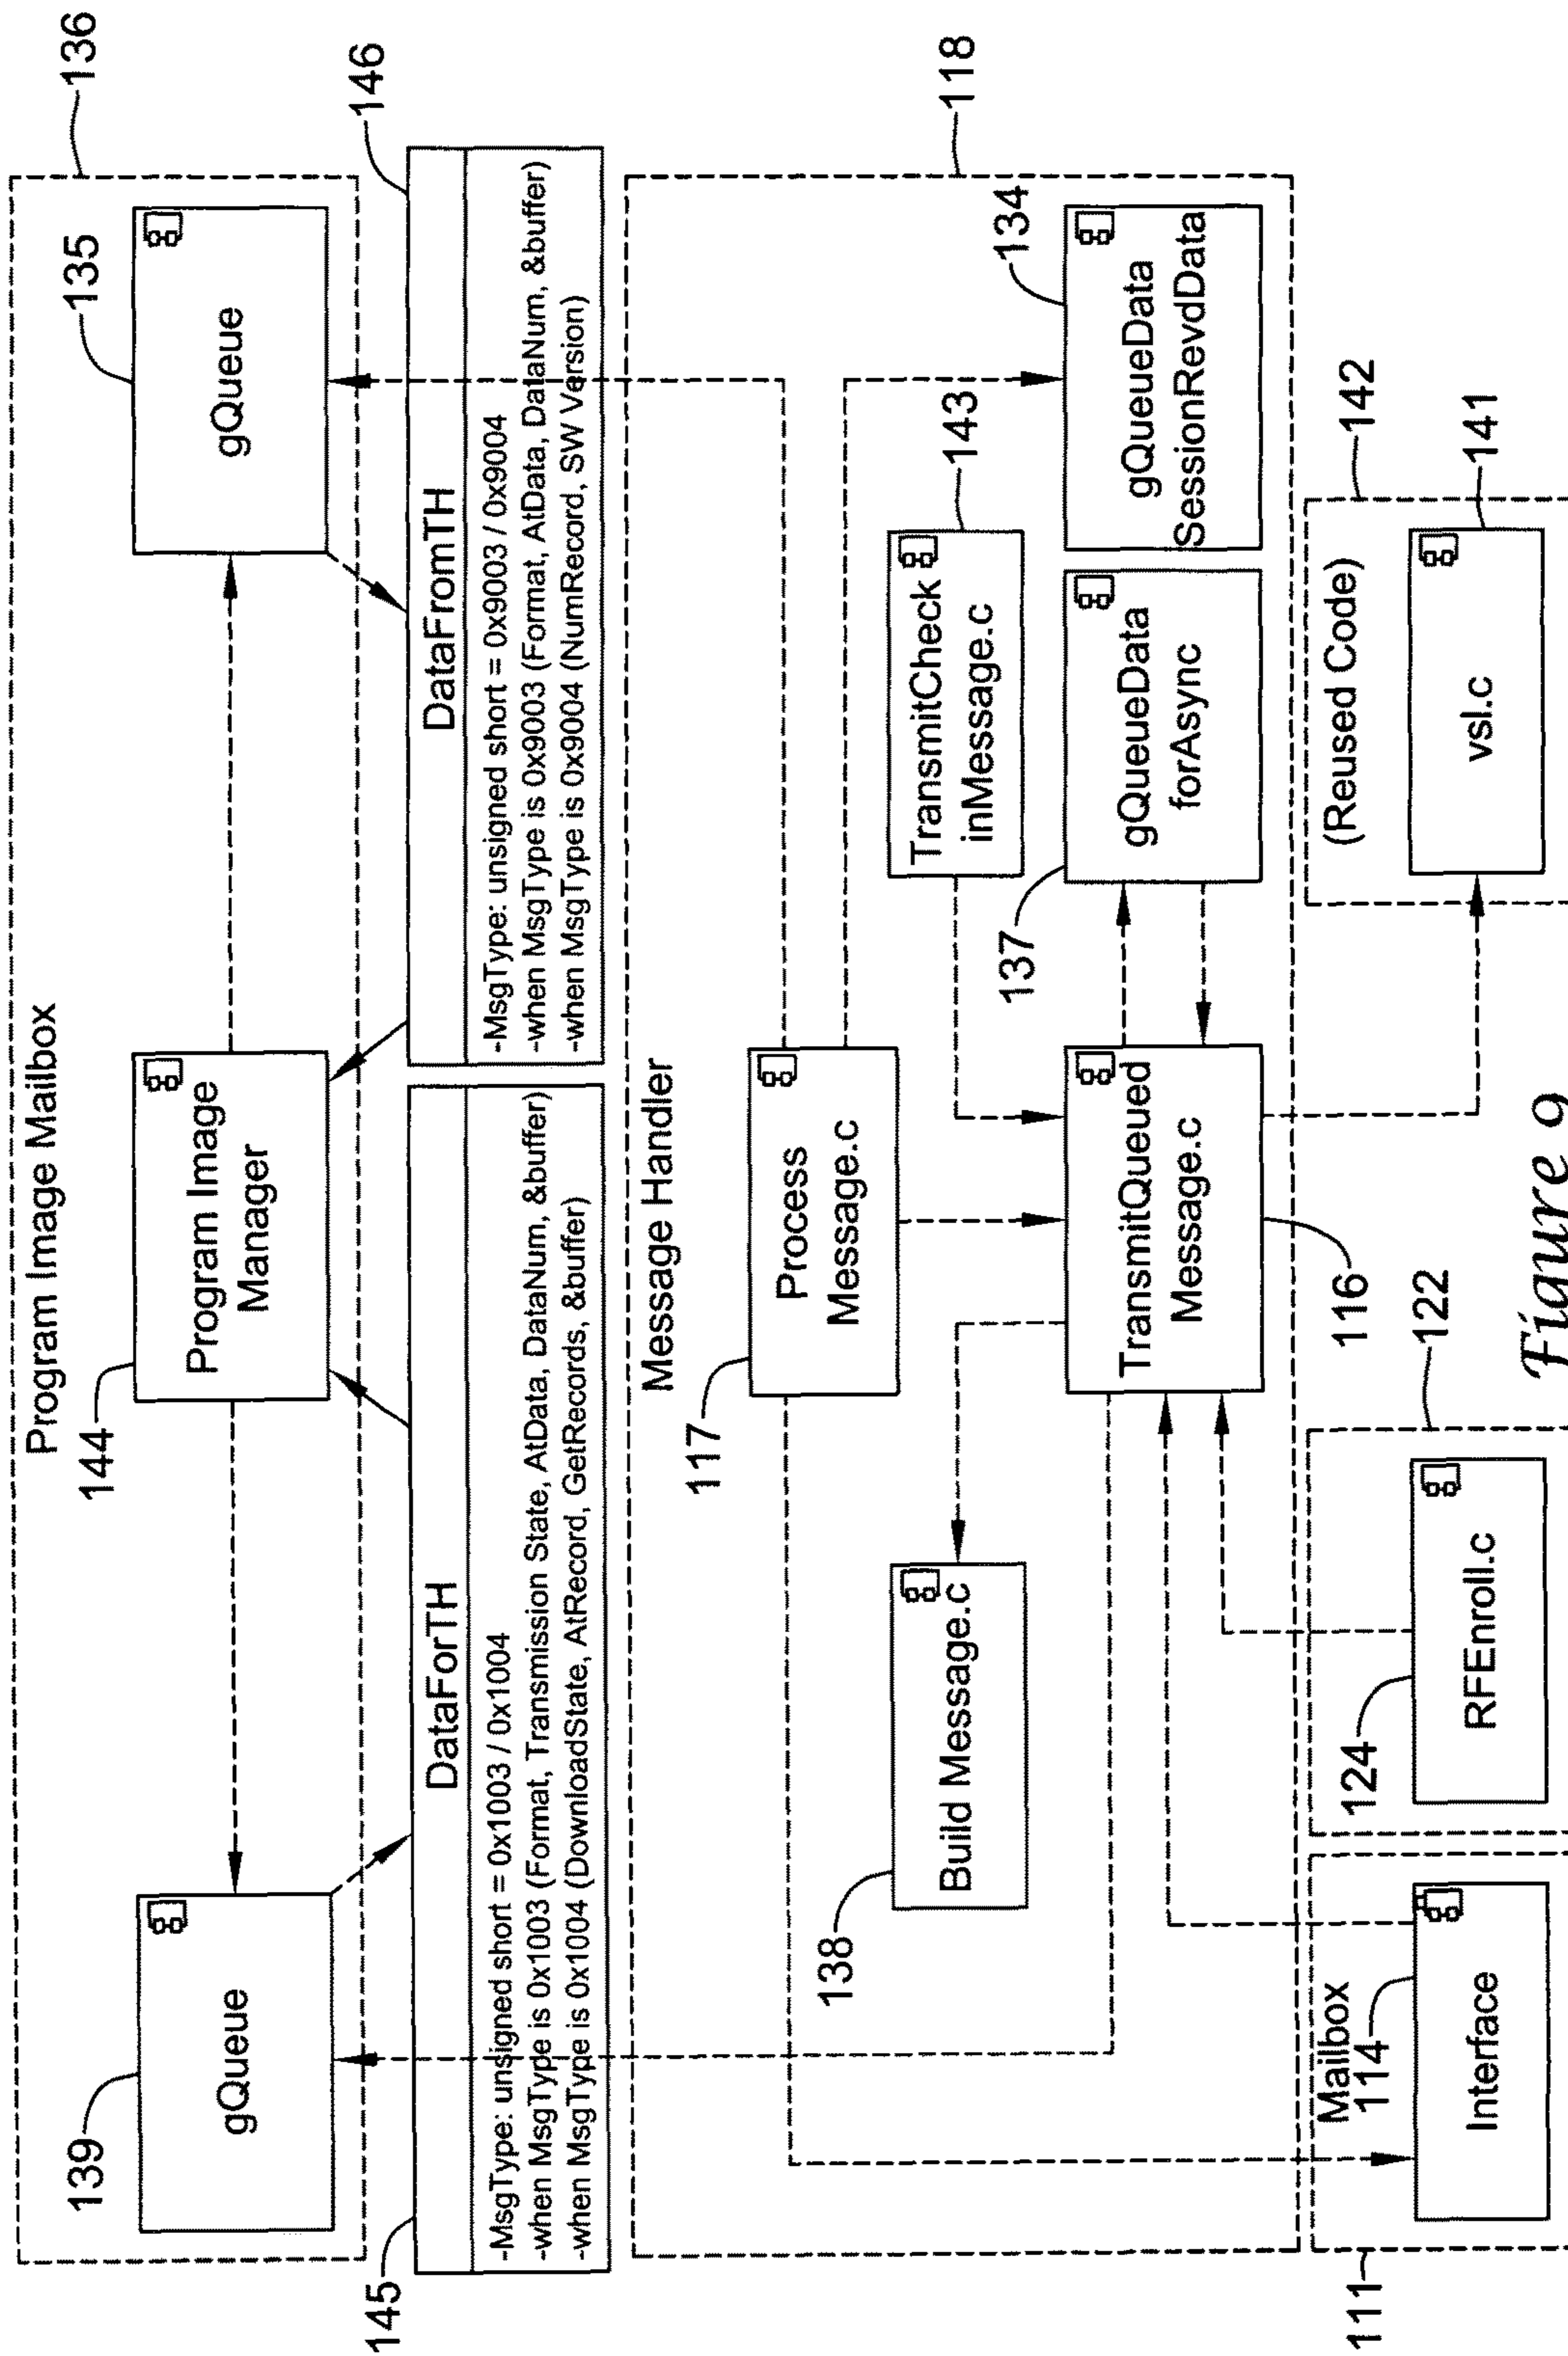 Program Image Mailbox
136
139
gQueue
144
Program Image
Manager
135
gQueue
145
DataForTH
-MsgType: unsigned short = 0x1003 / 0x1004
-when MsgType is 0x1003 (Format, Transmission State, AtData, DataNum, &buffer)
-when MsgType is 0x1004 (DownloadState, AtRecord, GetRecords, &buffer)
146
DataFromTH
-MsgType: unsigned short = 0x9003 / 0x9004
-when MsgType is 0x9003 (Format, AtData, DataNum, &buffer)
-when MsgType is 0x9004 (NumRecord, SW Version)
Message Handler
118
117
Process
Message.c
138
Build Message.c
143
TransmitCheck
inMessage.c
TransmitQueued
Message.c
116
137
gQueueData
forAsync
134
gQueueData
SessionRevdData
111
Mailbox
114
Interface
122
124
RFEnroll.c
(Reused Code)
142
vsl.c
141
Figure 9